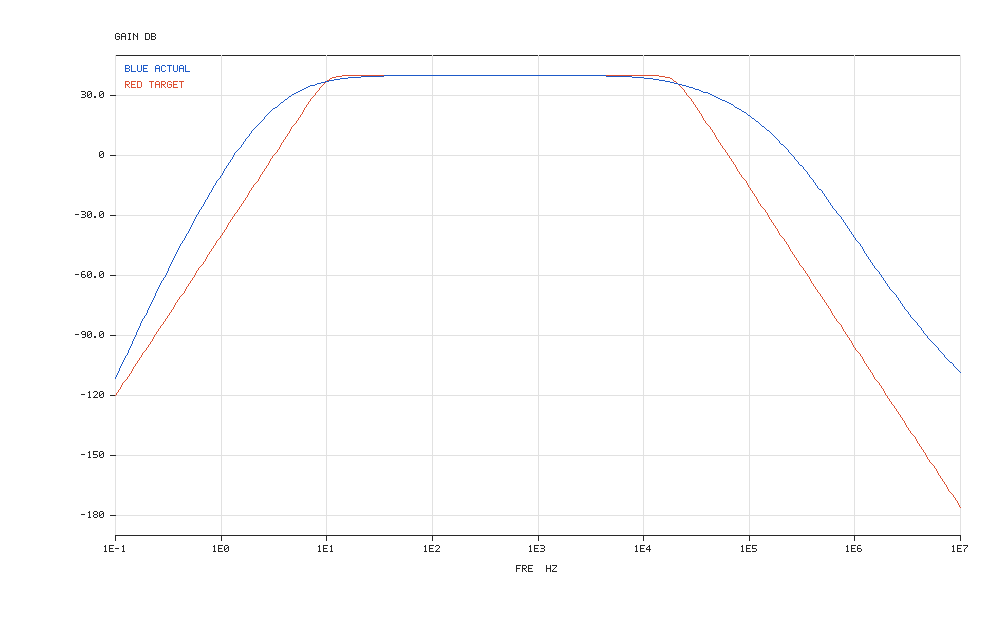 GAIN DB
BLUE ACTUAL
RED TARGET
30.0
0
-30.0
-60.0
-90.0
-120
-150
-180
1E-1 1E0 1E1 1E2 1E3 1E4 1E5 1E6 1E7
FRE HZ